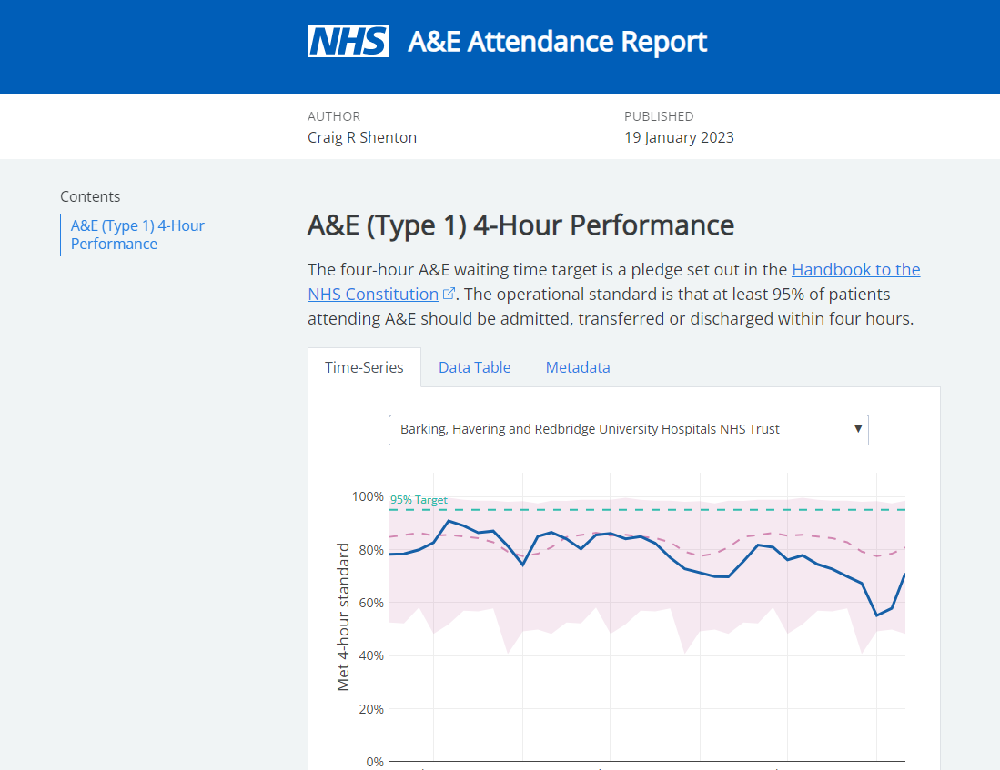 NHS A&E Attendance Report
AUTHOR
Craig R Shenton
PUBLISHED
19 January 2023
Contents
A&E (Type 1) 4-Hour
Performance
A&E (Type 1) 4-Hour Performance
The four-hour A&E waiting time target is a pledge set out in the Handbook to the
NHS Constitution. The operational standard is that at least 95% of patients
attending A&E should be admitted, transferred or discharged within four hours.
Time-Series
Data Table
Metadata
Barking, Havering and Redbridge University Hospitals NHS Trust
Met 4-hour standard
100%
95% Target
80%
60%
40%
20%
0%